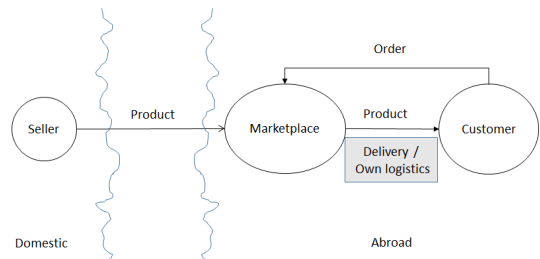 Order
Product
Product
Seller
Marketplace
Customer
Delivery /
Own logistics
Domestic
Abroad